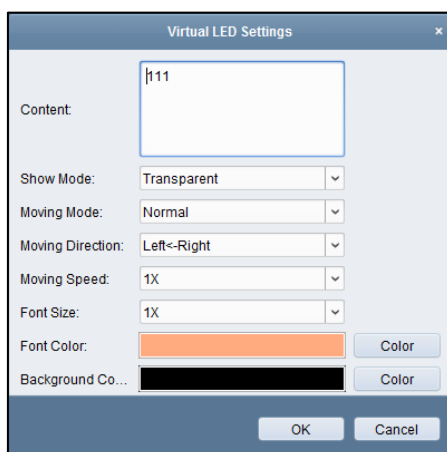 Virtual LED Settings ×
Content: 111
Show Mode: Transparent
Moving Mode: Normal
Moving Direction: Left<-Right
Moving Speed: 1X
Font Size: 1X
Font Color: Color
Background Co... Color
OK Cancel